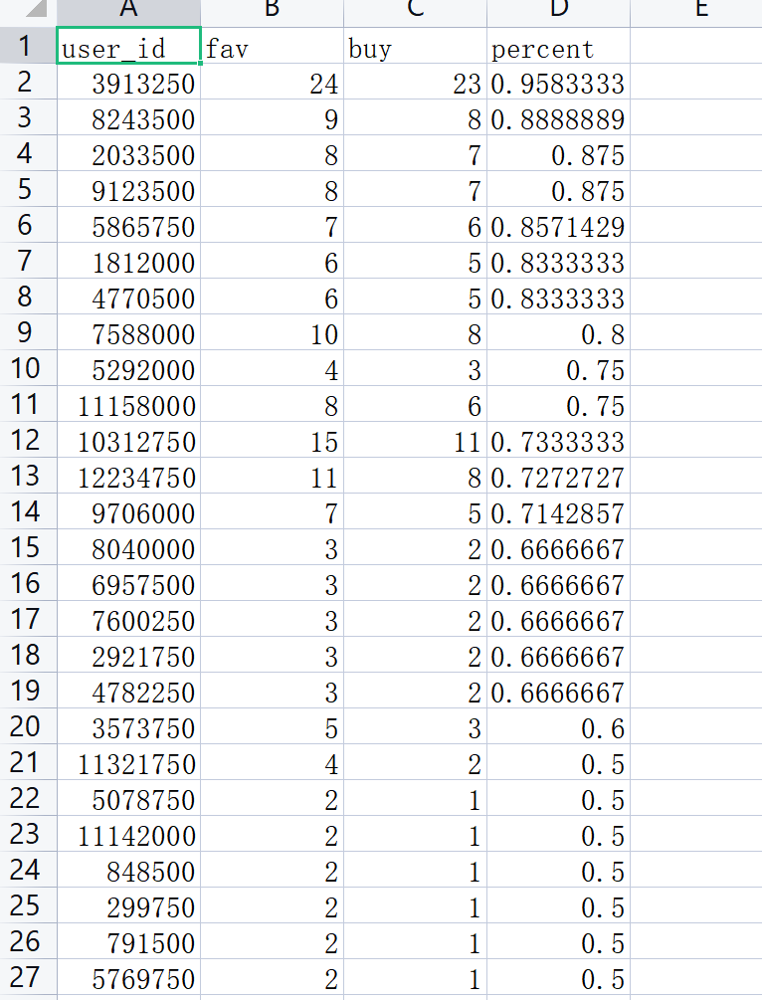 A B C D E
1 user_id fav buy percent
2 3913250 24 23 0.9583333
3 8243500 9 8 0.8888889
4 2033500 8 7 0.875
5 9123500 8 7 0.875
6 5865750 7 6 0.8571429
7 1812000 6 5 0.8333333
8 4770500 6 5 0.8333333
9 7588000 10 8 0.8
10 5292000 4 3 0.75
11 11158000 8 6 0.75
12 10312750 15 11 0.7333333
13 12234750 11 8 0.7272727
14 9706000 7 5 0.7142857
15 8040000 3 2 0.6666667
16 6957500 3 2 0.6666667
17 7600250 3 2 0.6666667
18 2921750 3 2 0.6666667
19 4782250 3 2 0.6666667
20 3573750 5 3 0.6
21 11321750 4 2 0.5
22 5078750 2 1 0.5
23 11142000 2 1 0.5
24 848500 2 1 0.5
25 299750 2 1 0.5
26 791500 2 1 0.5
27 5769750 2 1 0.5